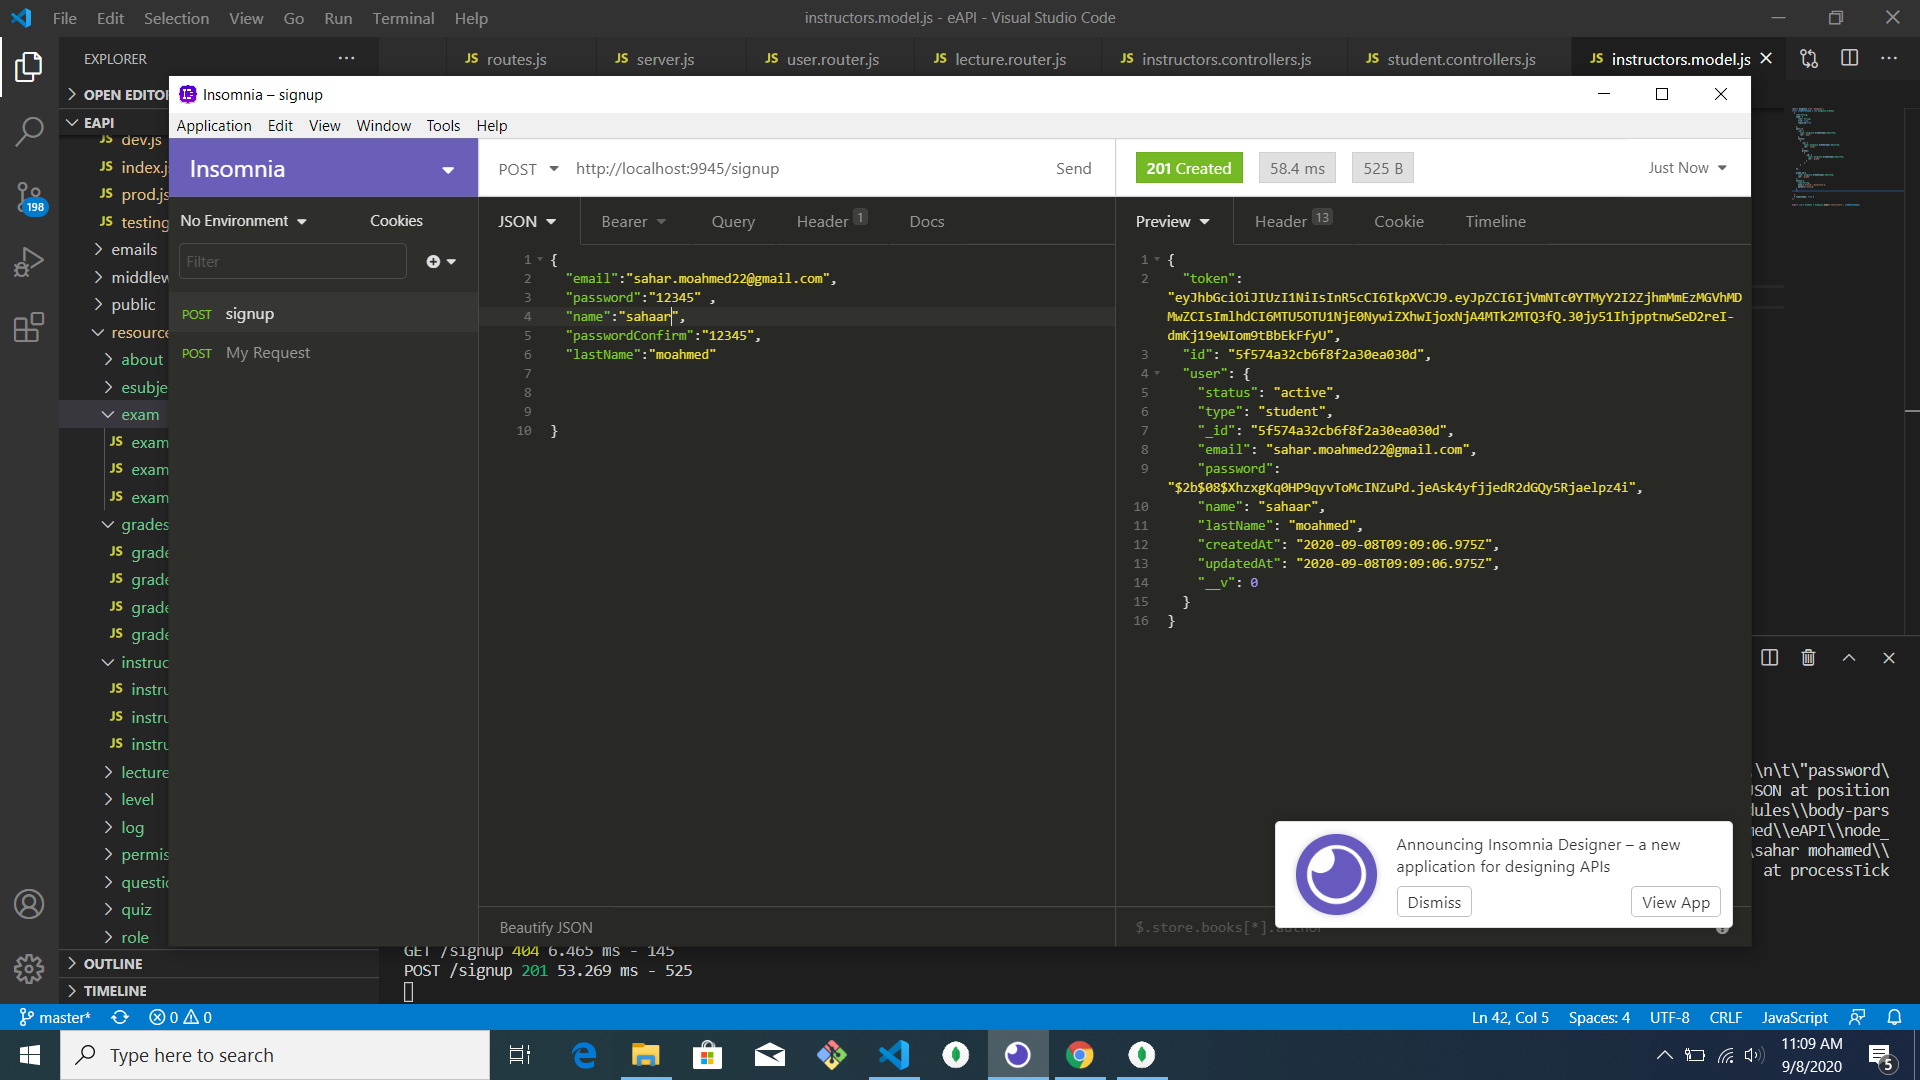 File Edit Selection View Go Run Terminal Help
instructors.model.js - eAPI - Visual Studio Code
EXPLORER
JS routes.js
JS server.js
JS user.router.js
JS lecture.router.js
JS instructors.controllers.js
JS student.controllers.js
JS instructors.model.js
OPEN EDITO
EAPI
JS dev.js
JS index.j
JS prod.js
JS testing
emails
middlew
public
resource
about
esubje
exam
JS exam
JS exam
JS exam
grades
JS grade
JS grade
JS grade
JS grade
instruc
JS instru
JS instru
JS instru
lecture
level
log
permis
questio
quiz
role
OUTLINE
TIMELINE
198
Insomnia – signup
Application Edit View Window Tools Help
Insomnia
POST http://localhost:9945/signup Send
201 Created 58.4 ms 525 B Just Now
No Environment Cookies
Filter
POST signup
POST My Request
JSON Bearer Query Header 1 Docs
1 {
2 "email":"sahar.moahmed22@gmail.com",
3 "password":"12345" ,
4 "name":"sahaar",
5 "passwordConfirm":"12345",
6 "lastName":"moahmed"
7
8
9
10 }
Beautify JSON
Preview Header 13 Cookie Timeline
1 {
2 "token":
"eyJhbGciOiJIUzI1NiIsInR5cCI6IkpXVCJ9.eyJpZCI6IjVmNTc0YTMyY2I2ZjhmMmEzMGVhMD
MwZCIsImlhdCI6MTU5OTU1NjE0NywiZXhwIjoxNjA4MTk2MTQ3fQ.30jy51IhjpptnwSeD2reI-
dmKj19eWIom9tBbEkFfyU",
3 "id": "5f574a32cb6f8f2a30ea030d",
4 "user": {
5 "status": "active",
6 "type": "student",
7 "_id": "5f574a32cb6f8f2a30ea030d",
8 "email": "sahar.moahmed22@gmail.com",
9 "password":
"$2b$08$XhzxgKq0HP9qyvToMcINZuPd.jeAsk4yfjjedR2dGQy5Rjaelpz4i",
10 "name": "sahaar",
11 "lastName": "moahmed",
12 "createdAt": "2020-09-08T09:09:06.975Z",
13 "updatedAt": "2020-09-08T09:09:06.975Z",
14 "__v": 0
15 }
16 }
$.store.books[*].author
Announcing Insomnia Designer – a new
application for designing APIs
Dismiss View App
\n\t\"password\
JSON at position
dules\\body-pars
med\\eAPI\\node_
\sahar mohamed\\
at processTick
GET /signup 404 6.465 ms - 145
POST /signup 201 53.269 ms - 525
master* 0 0
Ln 42, Col 5 Spaces: 4 UTF-8 CRLF JavaScript
Type here to search
11:09 AM
9/8/2020
5